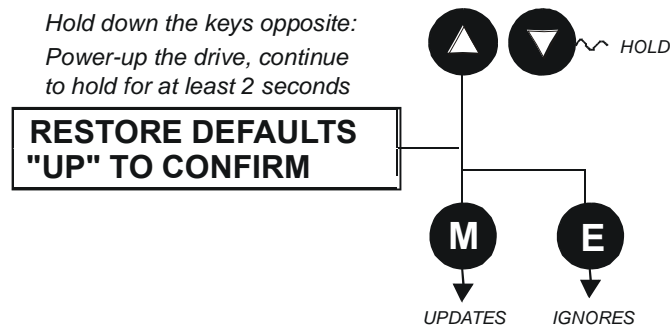 Hold down the keys opposite:
Power-up the drive, continue
to hold for at least 2 seconds
HOLD
RESTORE DEFAULTS
"UP" TO CONFIRM
M
E
UPDATES
IGNORES